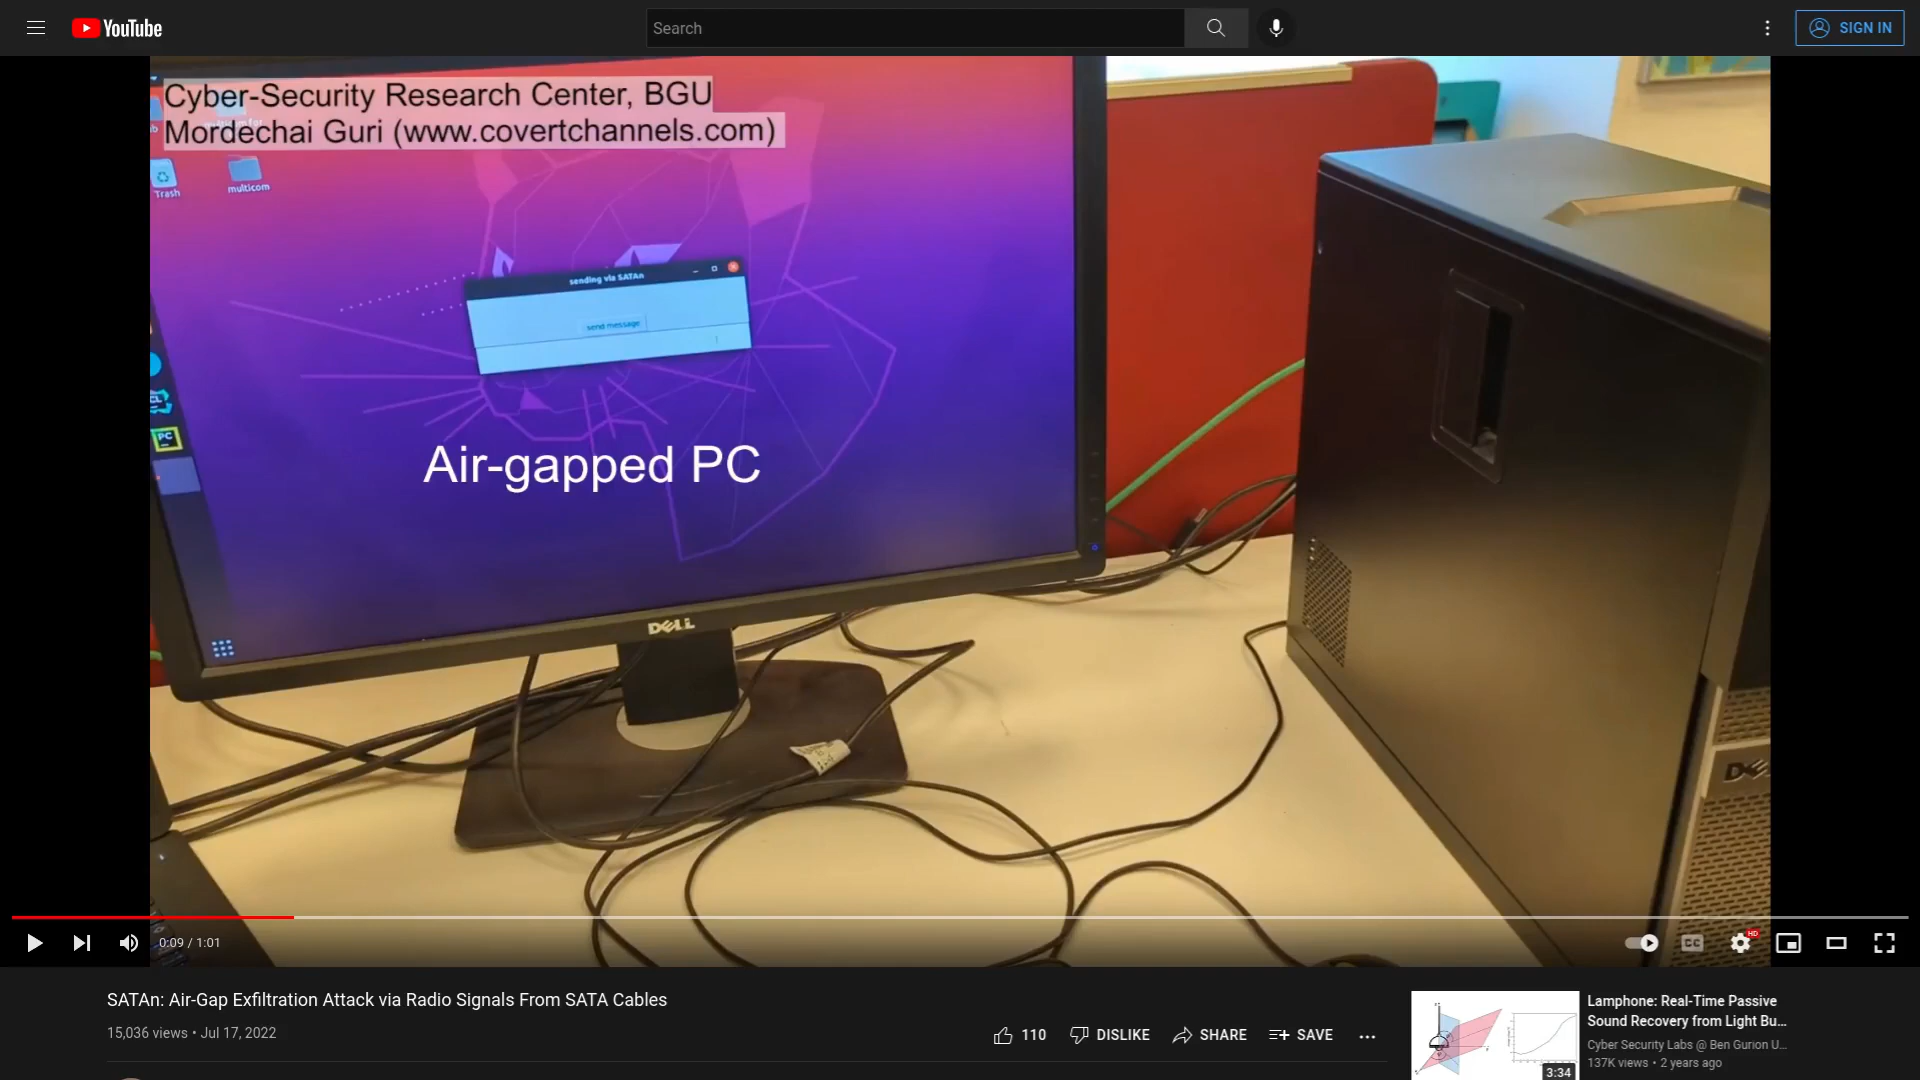 YouTube
Search
SIGN IN
Cyber-Security Research Center, BGU
Mordechai Guri (www.covertchannels.com)
Trash
multicom
sending via SATAn
send message
PC
Air-gapped PC
DELL
0:09 / 1:01
CC
HD
SATAn: Air-Gap Exfiltration Attack via Radio Signals From SATA Cables
15,036 views • Jul 17, 2022
110
DISLIKE
SHARE
SAVE
Lamphone: Real-Time Passive
Sound Recovery from Light Bu...
Cyber Security Labs @ Ben Gurion U...
137K views • 2 years ago
3:34